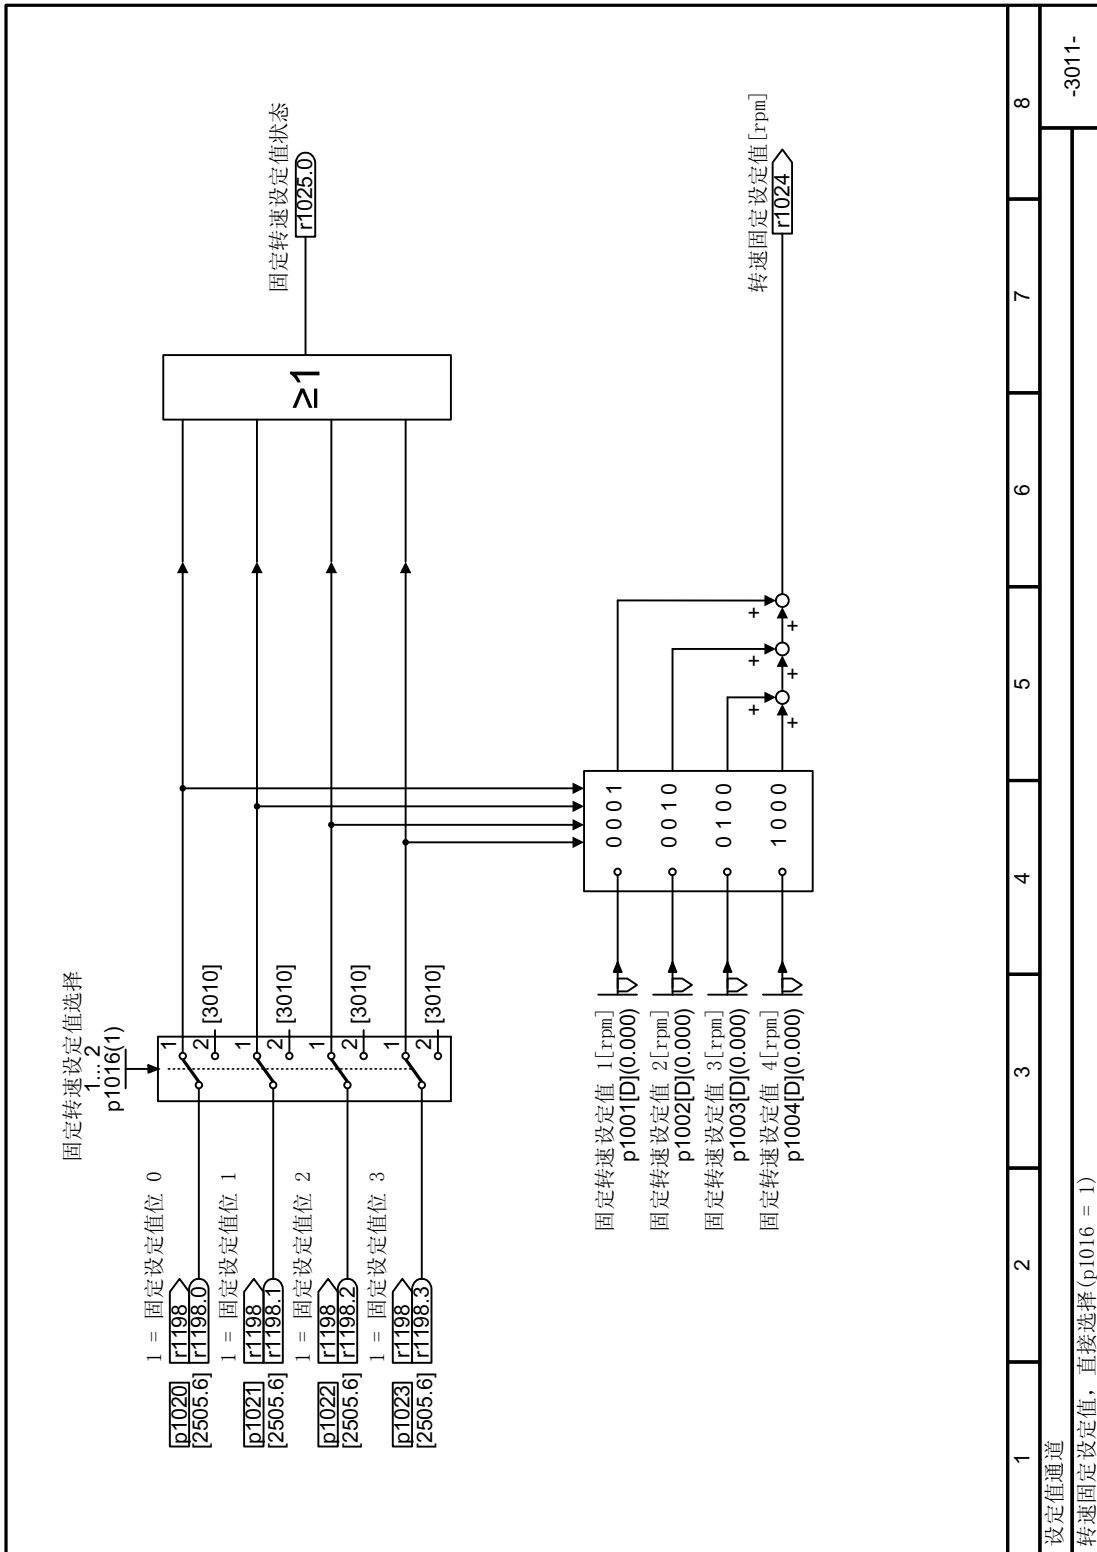 固定转速设定值选择
1...2
p1016(1)
1 = 固定设定值位 0
p1020
r1198
[2505.6]
r1198.0
1
2
[3010]
1 = 固定设定值位 1
p1021
r1198
[2505.6]
r1198.1
1
2
[3010]
1 = 固定设定值位 2
p1022
r1198
[2505.6]
r1198.2
1
2
[3010]
1 = 固定设定值位 3
p1023
r1198
[2505.6]
r1198.3
1
2
[3010]
≥1
固定转速设定值状态
r1025.0
固定转速设定值 1[rpm]
p1001[D](0.000)
0 0 0 1
+
+
固定转速设定值 2[rpm]
p1002[D](0.000)
0 0 1 0
+
+
固定转速设定值 3[rpm]
p1003[D](0.000)
0 1 0 0
+
+
固定转速设定值 4[rpm]
p1004[D](0.000)
1 0 0 0
转速固定设定值[rpm]
r1024
1 2 3 4 5 6 7 8
设定值通道
转速固定设定值，直接选择(p1016 = 1)
-3011-